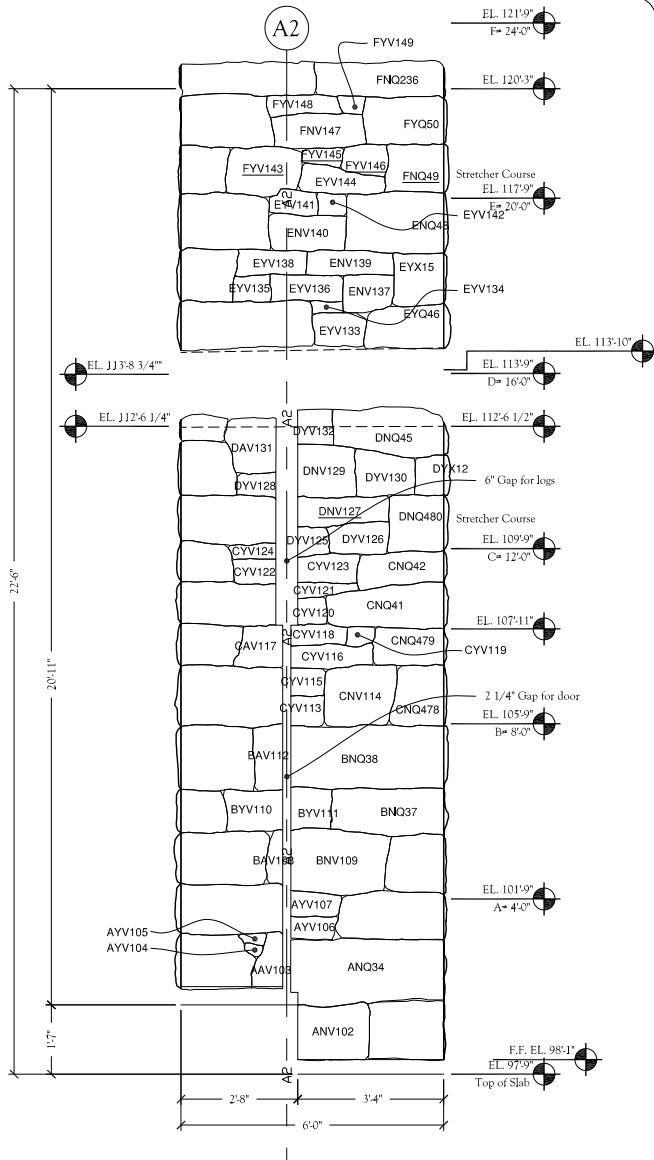 A2
EL. 121'-9"
F= 24'-0"
FYV149
FNQ236
EL. 120'-3"
FYV148
FNV147
FYQ50
FYV145
FYV143
FYV146
FNQ49
Stretcher Course
EYV144
EL. 117'-9"
E= 20'-0"
A2
EYV141
EYV142
ENQ48
ENV140
EYV138
ENV139
EYX15
EYV135
EYV136
ENV137
EYV134
EYQ46
EYV133
EL. 113'-10"
EL. 113'-8 3/4""
EL. 113'-9"
D= 16'-0"
A2
EL. 112'-6 1/4"
EL. 112'-6 1/2"
DYV132
DNQ45
DAV131
DNV129
DYV130
DYX12
DYV128
6" Gap for logs
DNV127
DNQ480
Stretcher Course
DYV125
DYV126
EL. 109'-9"
C= 12'-0"
CYV124
CYV122
CYV123
CNQ42
22'-6"
CYV121
CNQ41
CYV120
EL. 107'-11"
A2
CYV118
CNQ479
CAV117
CYV119
CYV116
20'-11"
CYV115
CNV114
2 1/4" Gap for door
CYV113
CNQ478
EL. 105'-9"
B= 8'-0"
BAV112
BNQ38
BYV110
BYV111
BNQ37
A2
BNV109
EL. 101'-9"
A= 4'-0"
AYV107
AYV106
AYV105
AYV104
AAV103
ANQ34
1'-7"
ANV102
F.F. EL. 98'-1"
EL. 97'-9"
Top of Slab
A2
2'-8"
3'-4"
6'-0"